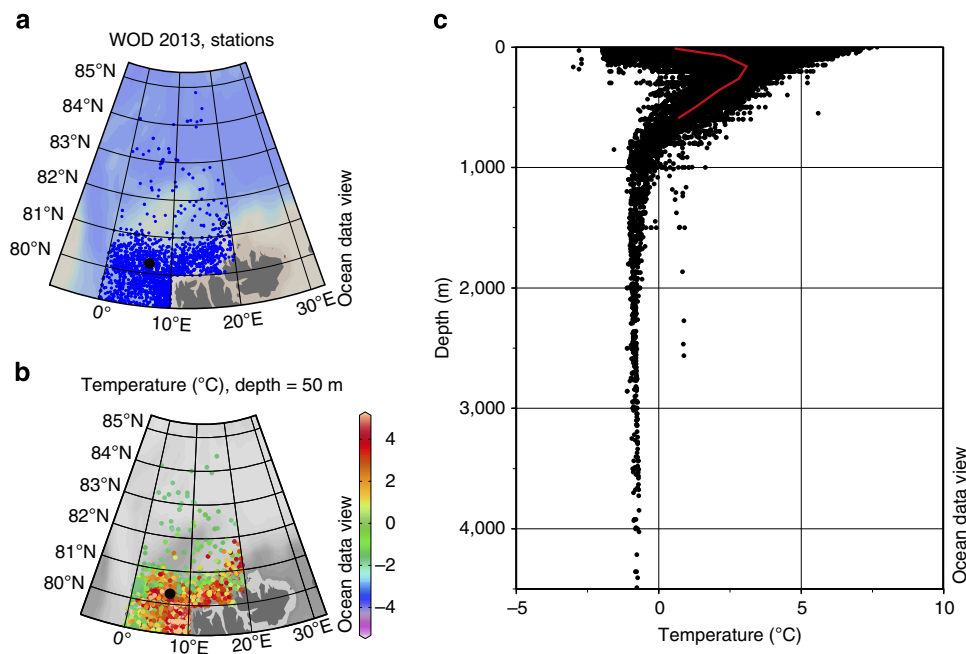 a
WOD 2013, stations
85°N
84°N
83°N
82°N
81°N
80°N
0°
10°E
20°E
30°E
Ocean data view
b
Temperature (°C), depth = 50 m
85°N
84°N
83°N
82°N
81°N
80°N
0°
10°E
20°E
30°E
Ocean data view
4
2
0
−2
−4
c
0
1,000
2,000
3,000
4,000
Depth (m)
−5
0
5
10
Temperature (°C)
Ocean data view